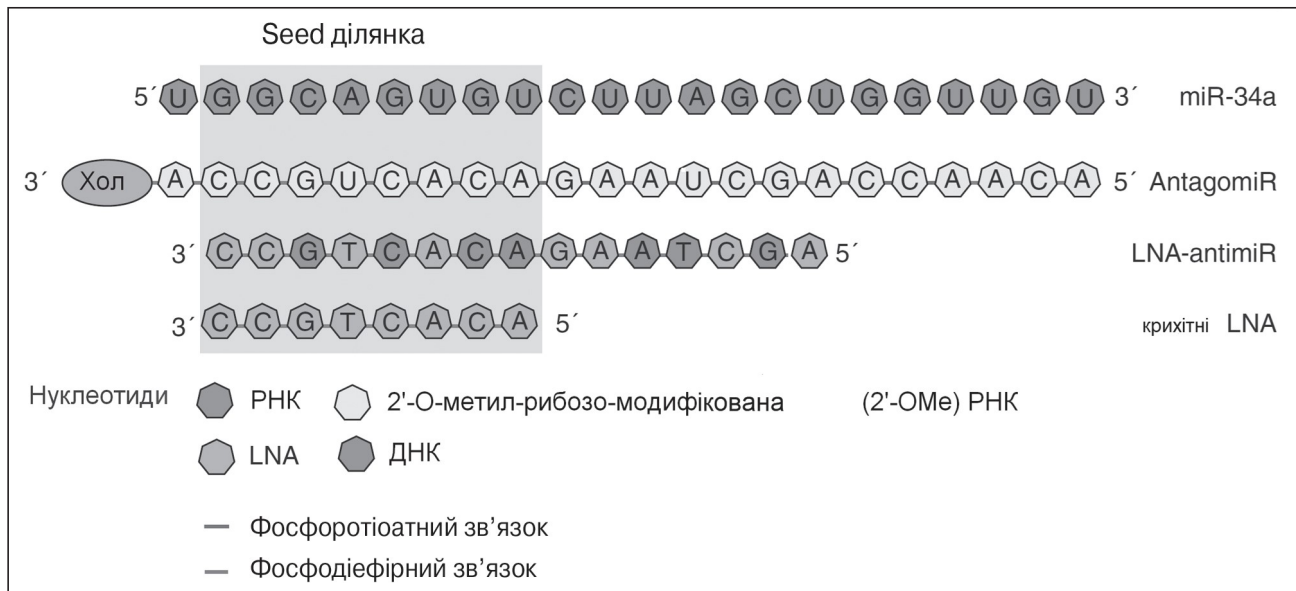 Seed ділянка
5´ U G G C A G U G U C U U A G C U G G U U G U 3´ miR-34a
3´ Хол A C C G U C A C A G A A U C G A C C A A C A 5´ AntagomiR
3´ C C G T C A C A G A A T C G A 5´ LNA-antimiR
3´ C C G T C A C A 5´ крихітні LNA
Нуклеотиди РНК 2'-О-метил-рибозо-модифікована (2'-OMe) РНК
LNA ДНК
Фосфоротіоатний зв’язок
Фосфодіефірний зв’язок